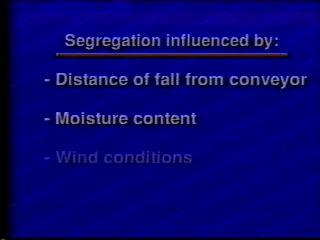 Segregation influenced by:
- Distance of fall from conveyor
- Moisture content
- Wind conditions